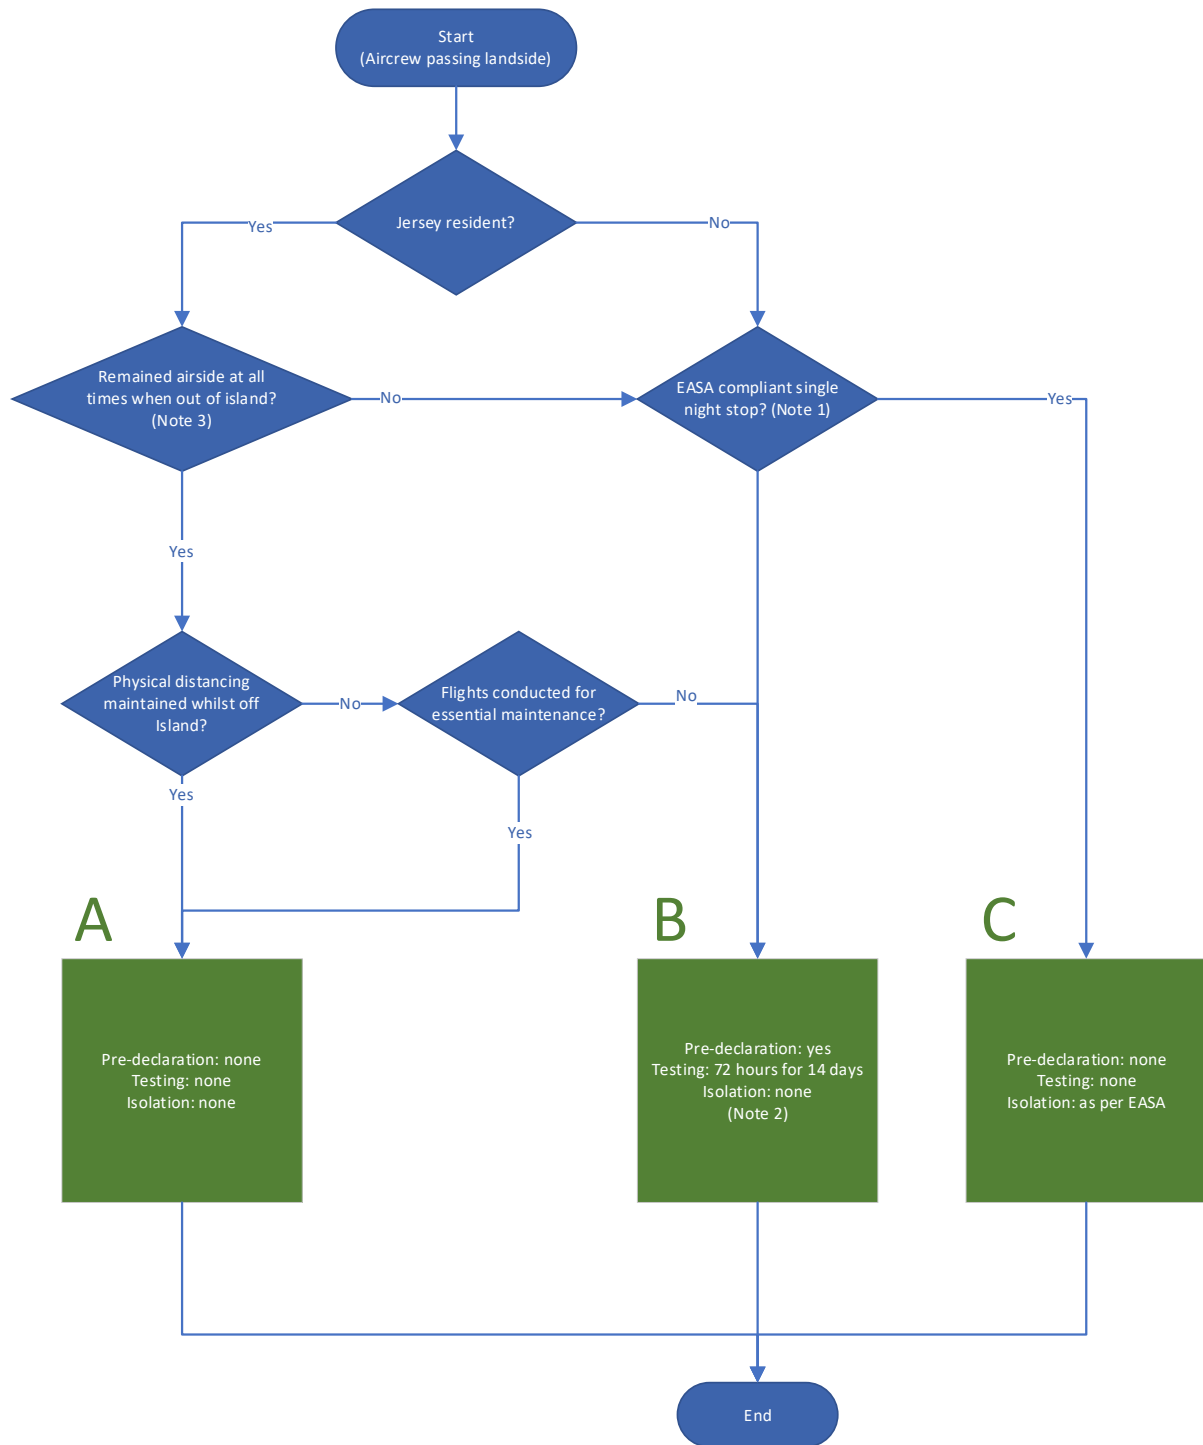 Start
(Aircrew passing landside)
Jersey resident?
Yes
No
Remained airside at all
times when out of island?
(Note 3)
No
EASA compliant single
night stop? (Note 1)
Yes
Yes
Physical distancing
maintained whilst off
Island?
No
Flights conducted for
essential maintenance?
No
Yes
Yes
A
B
C
Pre-declaration: none
Testing: none
Isolation: none
Pre-declaration: yes
Testing: 72 hours for 14 days
Isolation: none
(Note 2)
Pre-declaration: none
Testing: none
Isolation: as per EASA
End